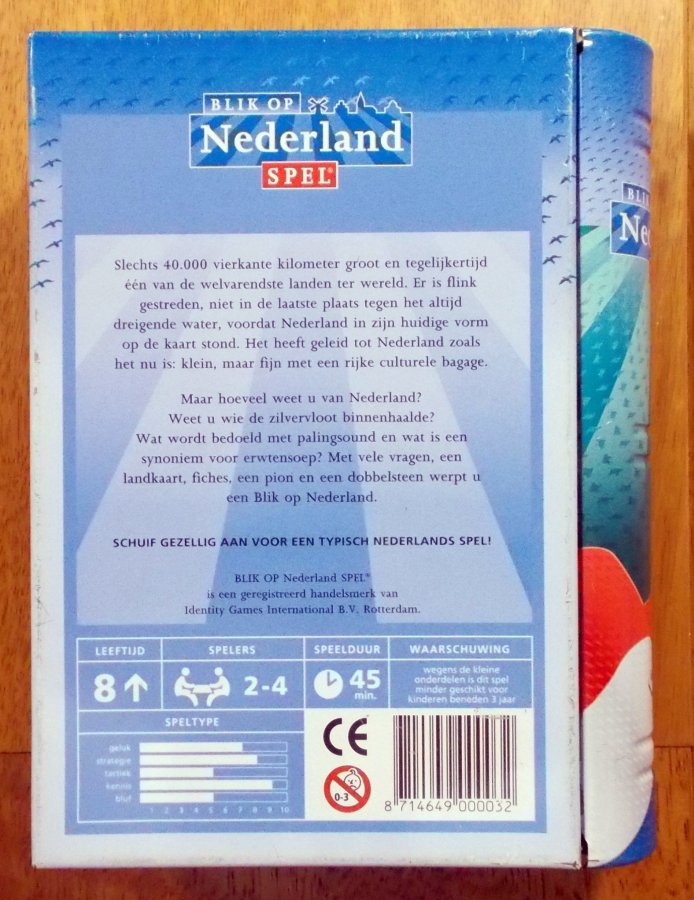 BLIK OP
Nederland
SPEL®
Slechts 40.000 vierkante kilometer groot en tegelijkertijd
één van de welvarendste landen ter wereld. Er is flink
gestreden, niet in de laatste plaats tegen het altijd
dreigende water, voordat Nederland in zijn huidige vorm
op de kaart stond. Het heeft geleid tot Nederland zoals
het nu is: klein, maar fijn met een rijke culturele bagage.
Maar hoeveel weet u van Nederland?
Weet u wie de zilvervloot binnenhaalde?
Wat wordt bedoeld met palingsound en wat is een
synoniem voor erwtensoep? Met vele vragen, een
landkaart, fiches, een pion en een dobbelsteen werpt u
een Blik op Nederland.
SCHUIF GEZELLIG AAN VOOR EEN TYPISCH NEDERLANDS SPEL!
BLIK OP Nederland SPEL®
is een geregistreerd handelsmerk van
Identity Games International B.V. Rotterdam.
LEEFTIJD
8
SPELERS
2-4
SPEELDUUR
45
min.
WAARSCHUWING
wegens de kleine
onderdelen is dit spel
minder geschikt voor
kinderen beneden 3 jaar
SPELTYPE
geluk
strategie
tactiek
kennis
bluf
1 2 3 4 5 6 7 8 9 10
CE
0-3
8 714649 000032
BLI
Ne